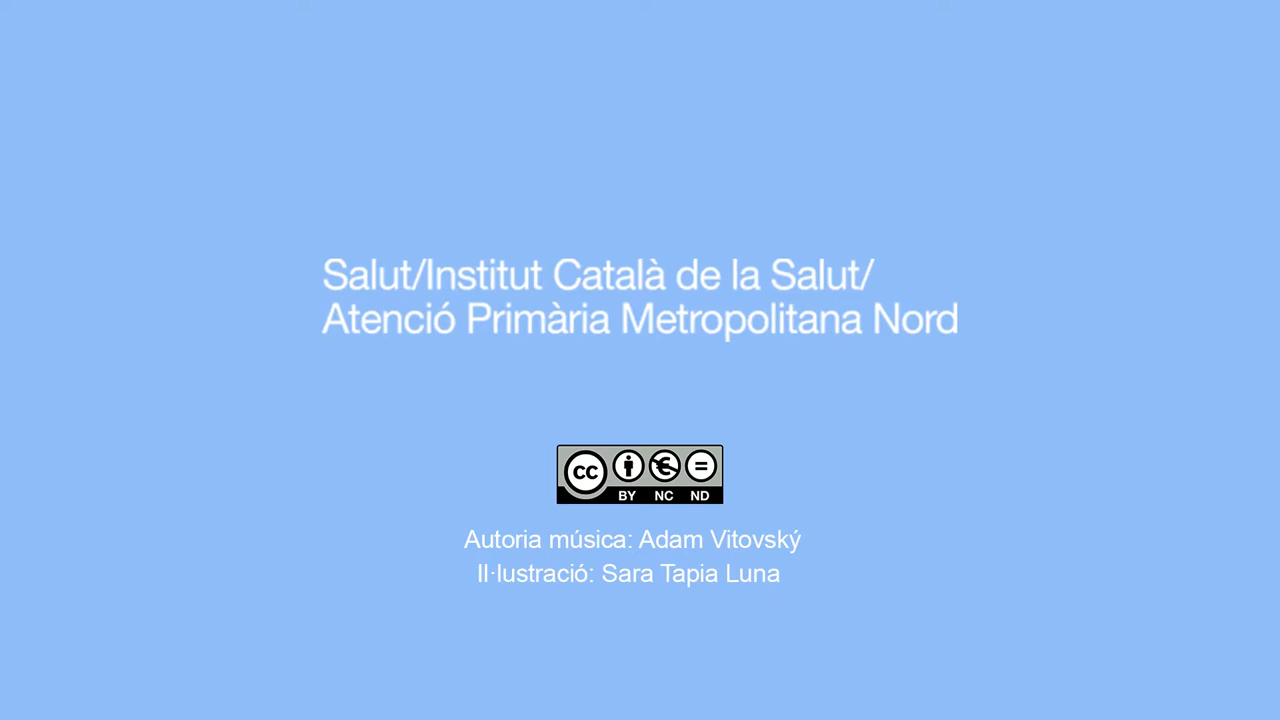 Salut/Institut Català de la Salut/
Atenció Primària Metropolitana Nord
cc
BY NC ND
Autoria música: Adam Vitovský
Il·lustració: Sara Tapia Luna